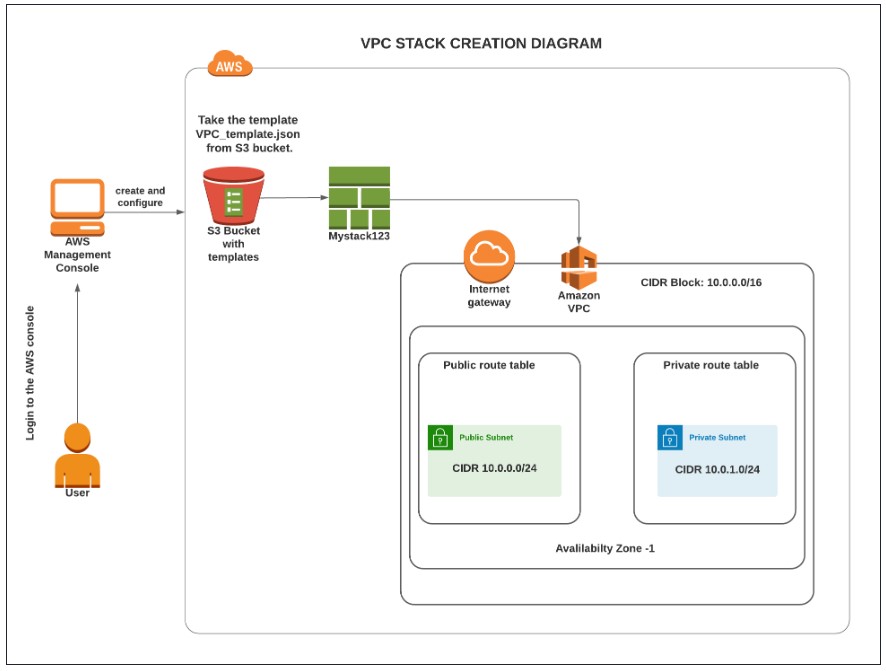 VPC STACK CREATION DIAGRAM
AWS
Take the template
VPC_template.json
from S3 bucket.
create and
configure
AWS
Management
Console
S3 Bucket
with
templates
Mystack123
Internet
gateway
Amazon
VPC
CIDR Block: 10.0.0.0/16
Login to the AWS console
Public route table
Private route table
Public Subnet
CIDR 10.0.0.0/24
Private Subnet
CIDR 10.0.1.0/24
User
Avalilabilty Zone -1